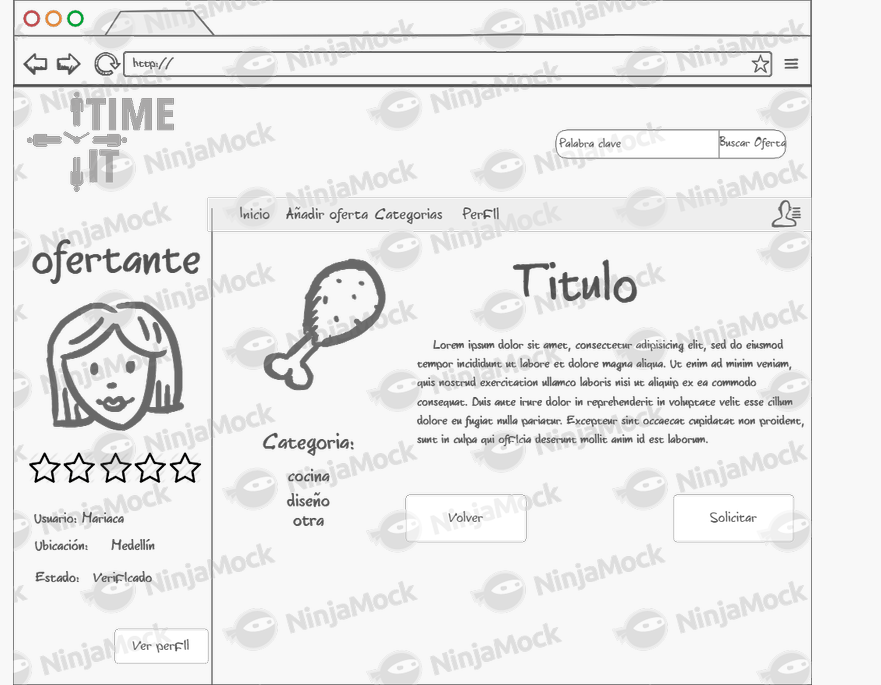 http://
TIME
IT
Palabra clave
Buscar Oferta
Inicio Añadir oferta Categorias Perfil
ofertante
Titulo
Lorem ipsum dolor sit amet, consectetur adipisicing elit, sed do eiusmod
tempor incididunt ut labore et dolore magna aliqua. Ut enim ad minim veniam,
quis nostrud exercitation ullamco laboris nisi ut aliquip ex ea commodo
consequat. Duis aute irure dolor in reprehenderit in voluptate velit esse cillum
dolore eu fugiat nulla pariatur. Excepteur sint occaecat cupidatat non proident,
sunt in culpa qui officia deserunt mollit anim id est laborum.
Categoria:
cocina
diseño
otra
Volver
Solicitar
Usuario: Mariaca
Ubicación: Medellín
Estado: Verificado
Ver perfil
NinjaMock